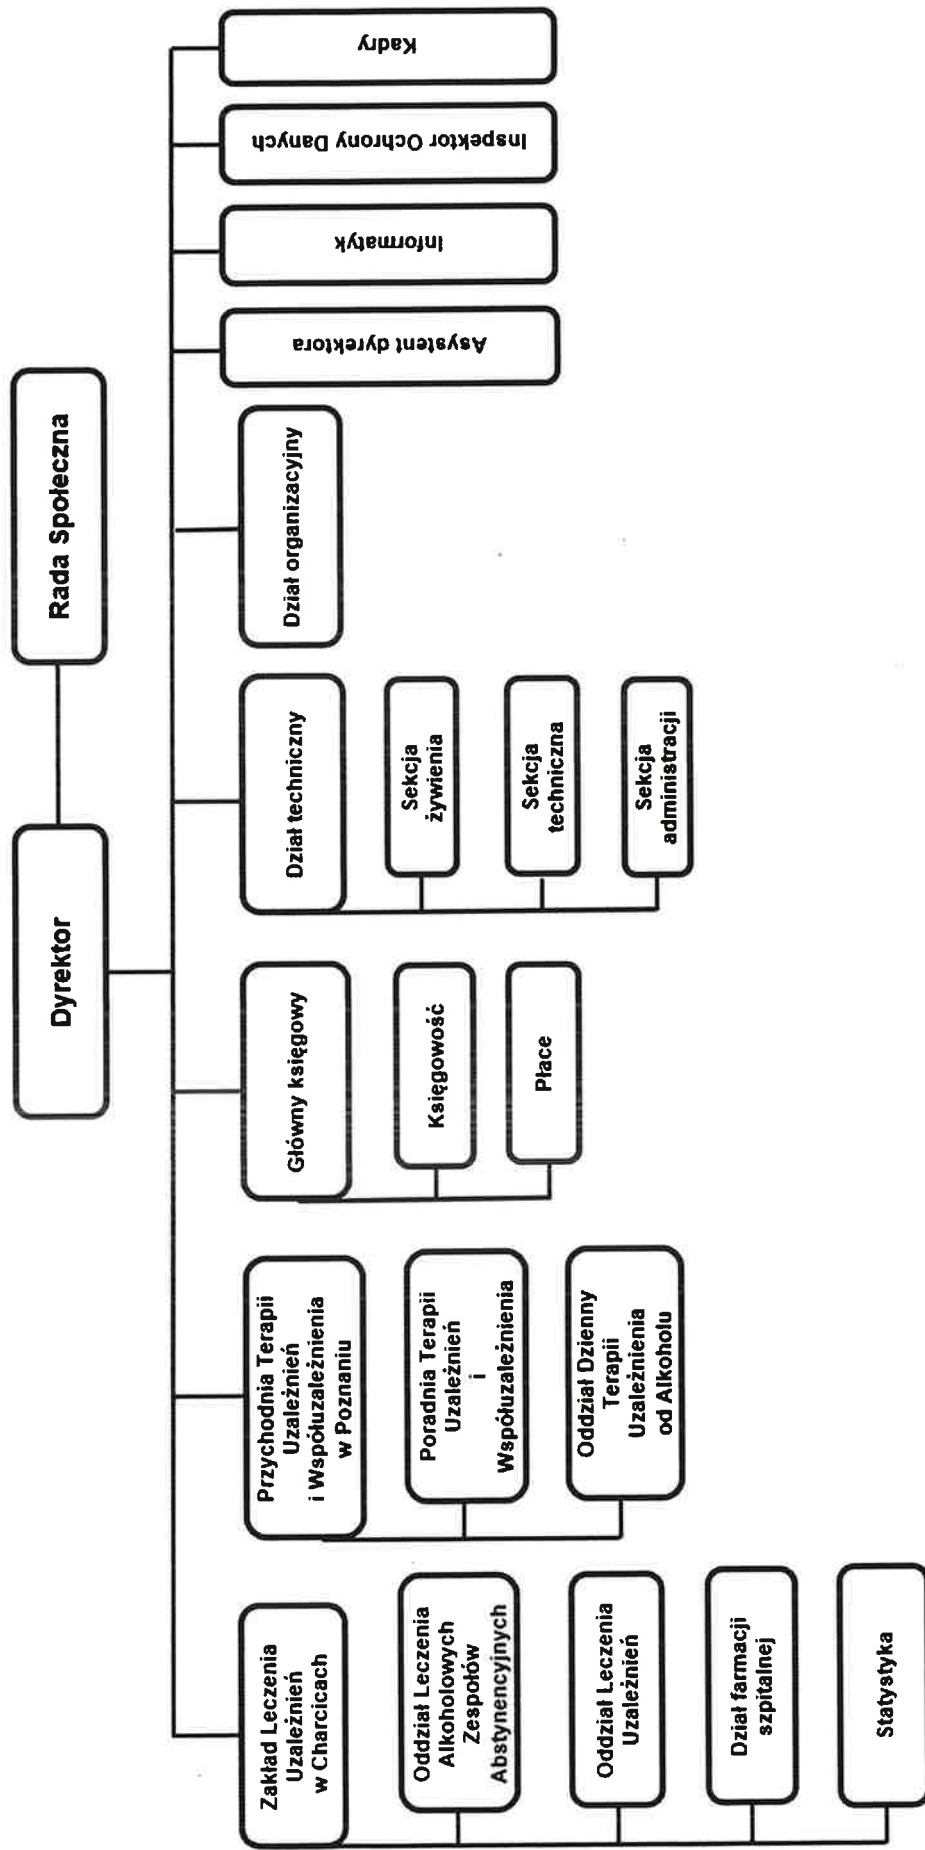 Dyrektor
Rada Społeczna
Zakład Leczenia
Uzależnień
w Charcicach
Oddział Leczenia
Alkoholowych
Zespołów
Abstynencyjnych
Oddział Leczenia
Uzależnień
Dział farmacji
szpitalnej
Statystyka
Przychodnia Terapii
Uzależnień
i Współuzależnienia
w Poznaniu
Poradnia Terapii
Uzależnień
i
Współuzależnienia
Oddział Dzienny
Terapii
Uzależnienia
od Alkoholu
Główny księgowy
Księgowość
Płace
Dział techniczny
Sekcja
żywienia
Sekcja
techniczna
Sekcja
administracji
Dział organizacyjny
Asystent dyrektora
Informatyk
Inspektor Ochrony Danych
Kadry